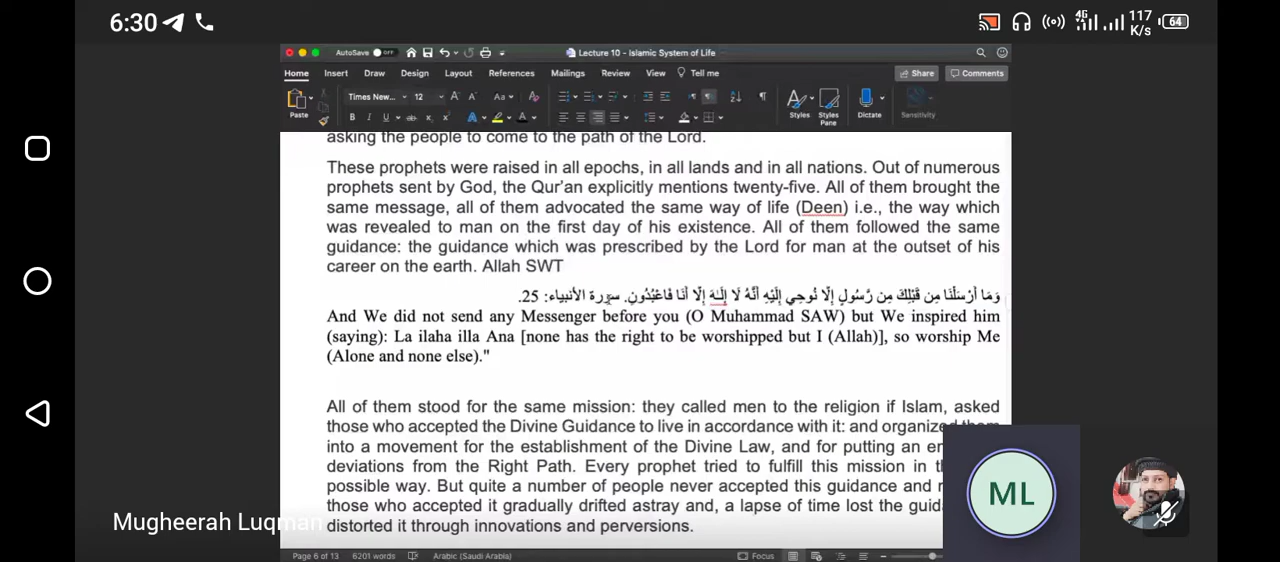 6:30
4G
117
K/s
64
AutoSave OFF
Lecture 10 - Islamic System of Life
Home Insert Draw Design Layout References Mailings Review View Tell me
Share Comments
Times New... 12
Paste
Styles
Styles
Pane
Dictate
Sensitivity
asking the people to come to the path of the Lord.
These prophets were raised in all epochs, in all lands and in all nations. Out of numerous
prophets sent by God, the Qur'an explicitly mentions twenty-five. All of them brought the
same message, all of them advocated the same way of life (Deen) i.e., the way which
was revealed to man on the first day of his existence. All of them followed the same
guidance: the guidance which was prescribed by the Lord for man at the outset of his
career on the earth. Allah SWT
وَمَا أَرْسَلْنَا مِن قَبْلِكَ مِن رَّسُولٍ إِلَّا نُوحِي إِلَيْهِ أَنَّهُ لَا إِلَـٰهَ إِلَّا أَنَا فَاعْبُدُونِ. سورة الأنبياء: 25.
And We did not send any Messenger before you (O Muhammad SAW) but We inspired him
(saying): La ilaha illa Ana [none has the right to be worshipped but I (Allah)], so worship Me
(Alone and none else)."
All of them stood for the same mission: they called men to the religion if Islam, asked
those who accepted the Divine Guidance to live in accordance with it: and organized them
into a movement for the establishment of the Divine Law, and for putting an
deviations from the Right Path. Every prophet tried to fulfill this mission in
possible way. But quite a number of people never accepted this guidance and
those who accepted it gradually drifted astray and, a lapse of time lost the
distorted it through innovations and perversions.
ML
Mugheerah Luqman
Page 6 of 13 6201 words Arabic (Saudi Arabia)
Focus